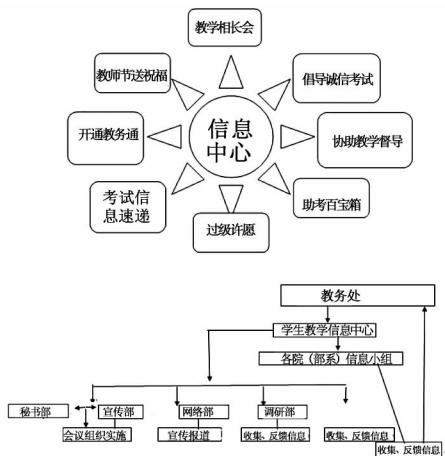 教学相长会
教师节送祝福
倡导诚信考试
开通教务通
信息
中心
协助教学督导
考试信
息速递
助考百宝箱
过级许愿
教务处
学生教学信息中心
各院（部系）信息小组
秘书部
宣传部
网络部
调研部
会议组织实施
宣传报道
收集、反馈信息
收集、反馈信息
收集、反馈信息